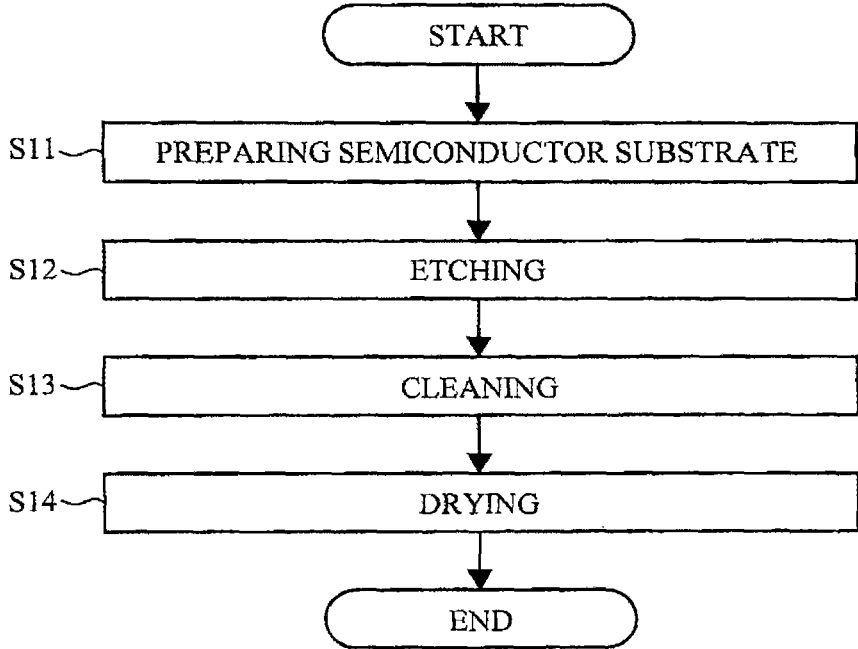 START
S11 PREPARING SEMICONDUCTOR SUBSTRATE
S12 ETCHING
S13 CLEANING
S14 DRYING
END